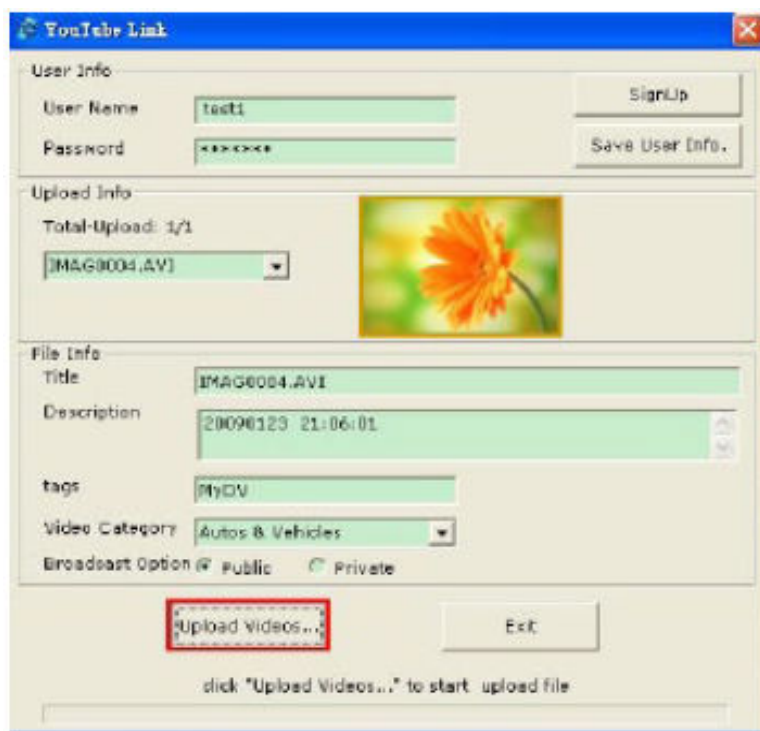 YouTube Link
User Info
User Name test1 SignUp
Password ******* Save User Info.
Upload Info
Total-Upload: 1/1
IMAG0004.AVI
File Info
Title IMAG0004.AVI
Description 20090123 21:06:01
tags MyDV
Video Category Autos & Vehicles
Broadcast Option Public Private
Upload Videos... Exit
click "Upload Videos..." to start upload file